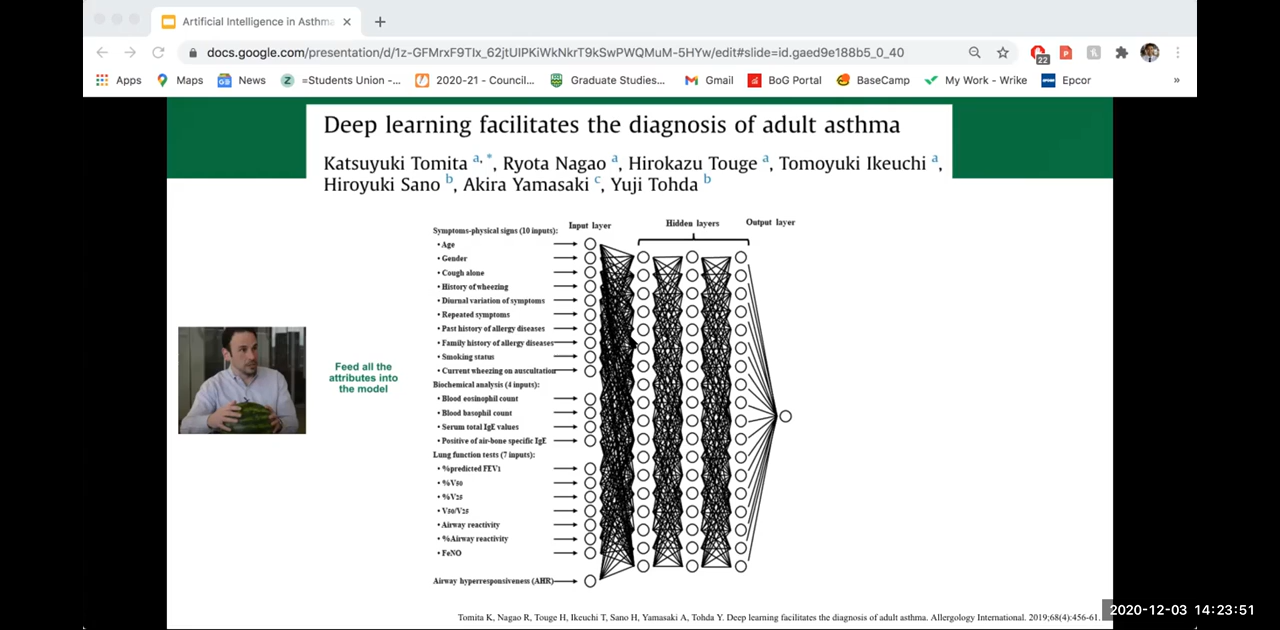 Artificial Intelligence in Asthma
docs.google.com/presentation/d/1z-GFMrxF9TIx_62jtUIPKiWkNkrT9kSwPWQMuM-5HYw/edit#slide=id.gaed9e188b5_0_40
22
Apps Maps News =Students Union -... 2020-21 - Council... Graduate Studies... Gmail BoG Portal BaseCamp My Work - Wrike Epcor »
Deep learning facilitates the diagnosis of adult asthma
Katsuyuki Tomita a, *, Ryota Nagao a, Hirokazu Touge a, Tomoyuki Ikeuchi a,
Hiroyuki Sano b, Akira Yamasaki c, Yuji Tohda b
Input layer Hidden layers Output layer
Symptoms-physical signs (10 inputs):
• Age
• Gender
• Cough alone
• History of wheezing
• Diurnal variation of symptoms
• Repeated symptoms
• Past history of allergy diseases
• Family history of allergy diseases
• Smoking status
• Current wheezing on auscultation
Biochemical analysis (4 inputs):
• Blood eosinophil count
• Blood basophil count
• Serum total IgE values
• Positive of air-bone specific IgE
Lung function tests (7 inputs):
• %predicted FEV1
• %V50
• %V25
• V50/V25
• Airway reactivity
• %Airway reactivity
• FeNO
Airway hyperresponsiveness (AHR)
Feed all the
attributes into
the model
Tomita K, Nagao R, Touge H, Ikeuchi T, Sano H, Yamasaki A, Tohda Y. Deep learning facilitates the diagnosis of adult asthma. Allergology International. 2019;68(4):456-61.
2020-12-03 14:23:51